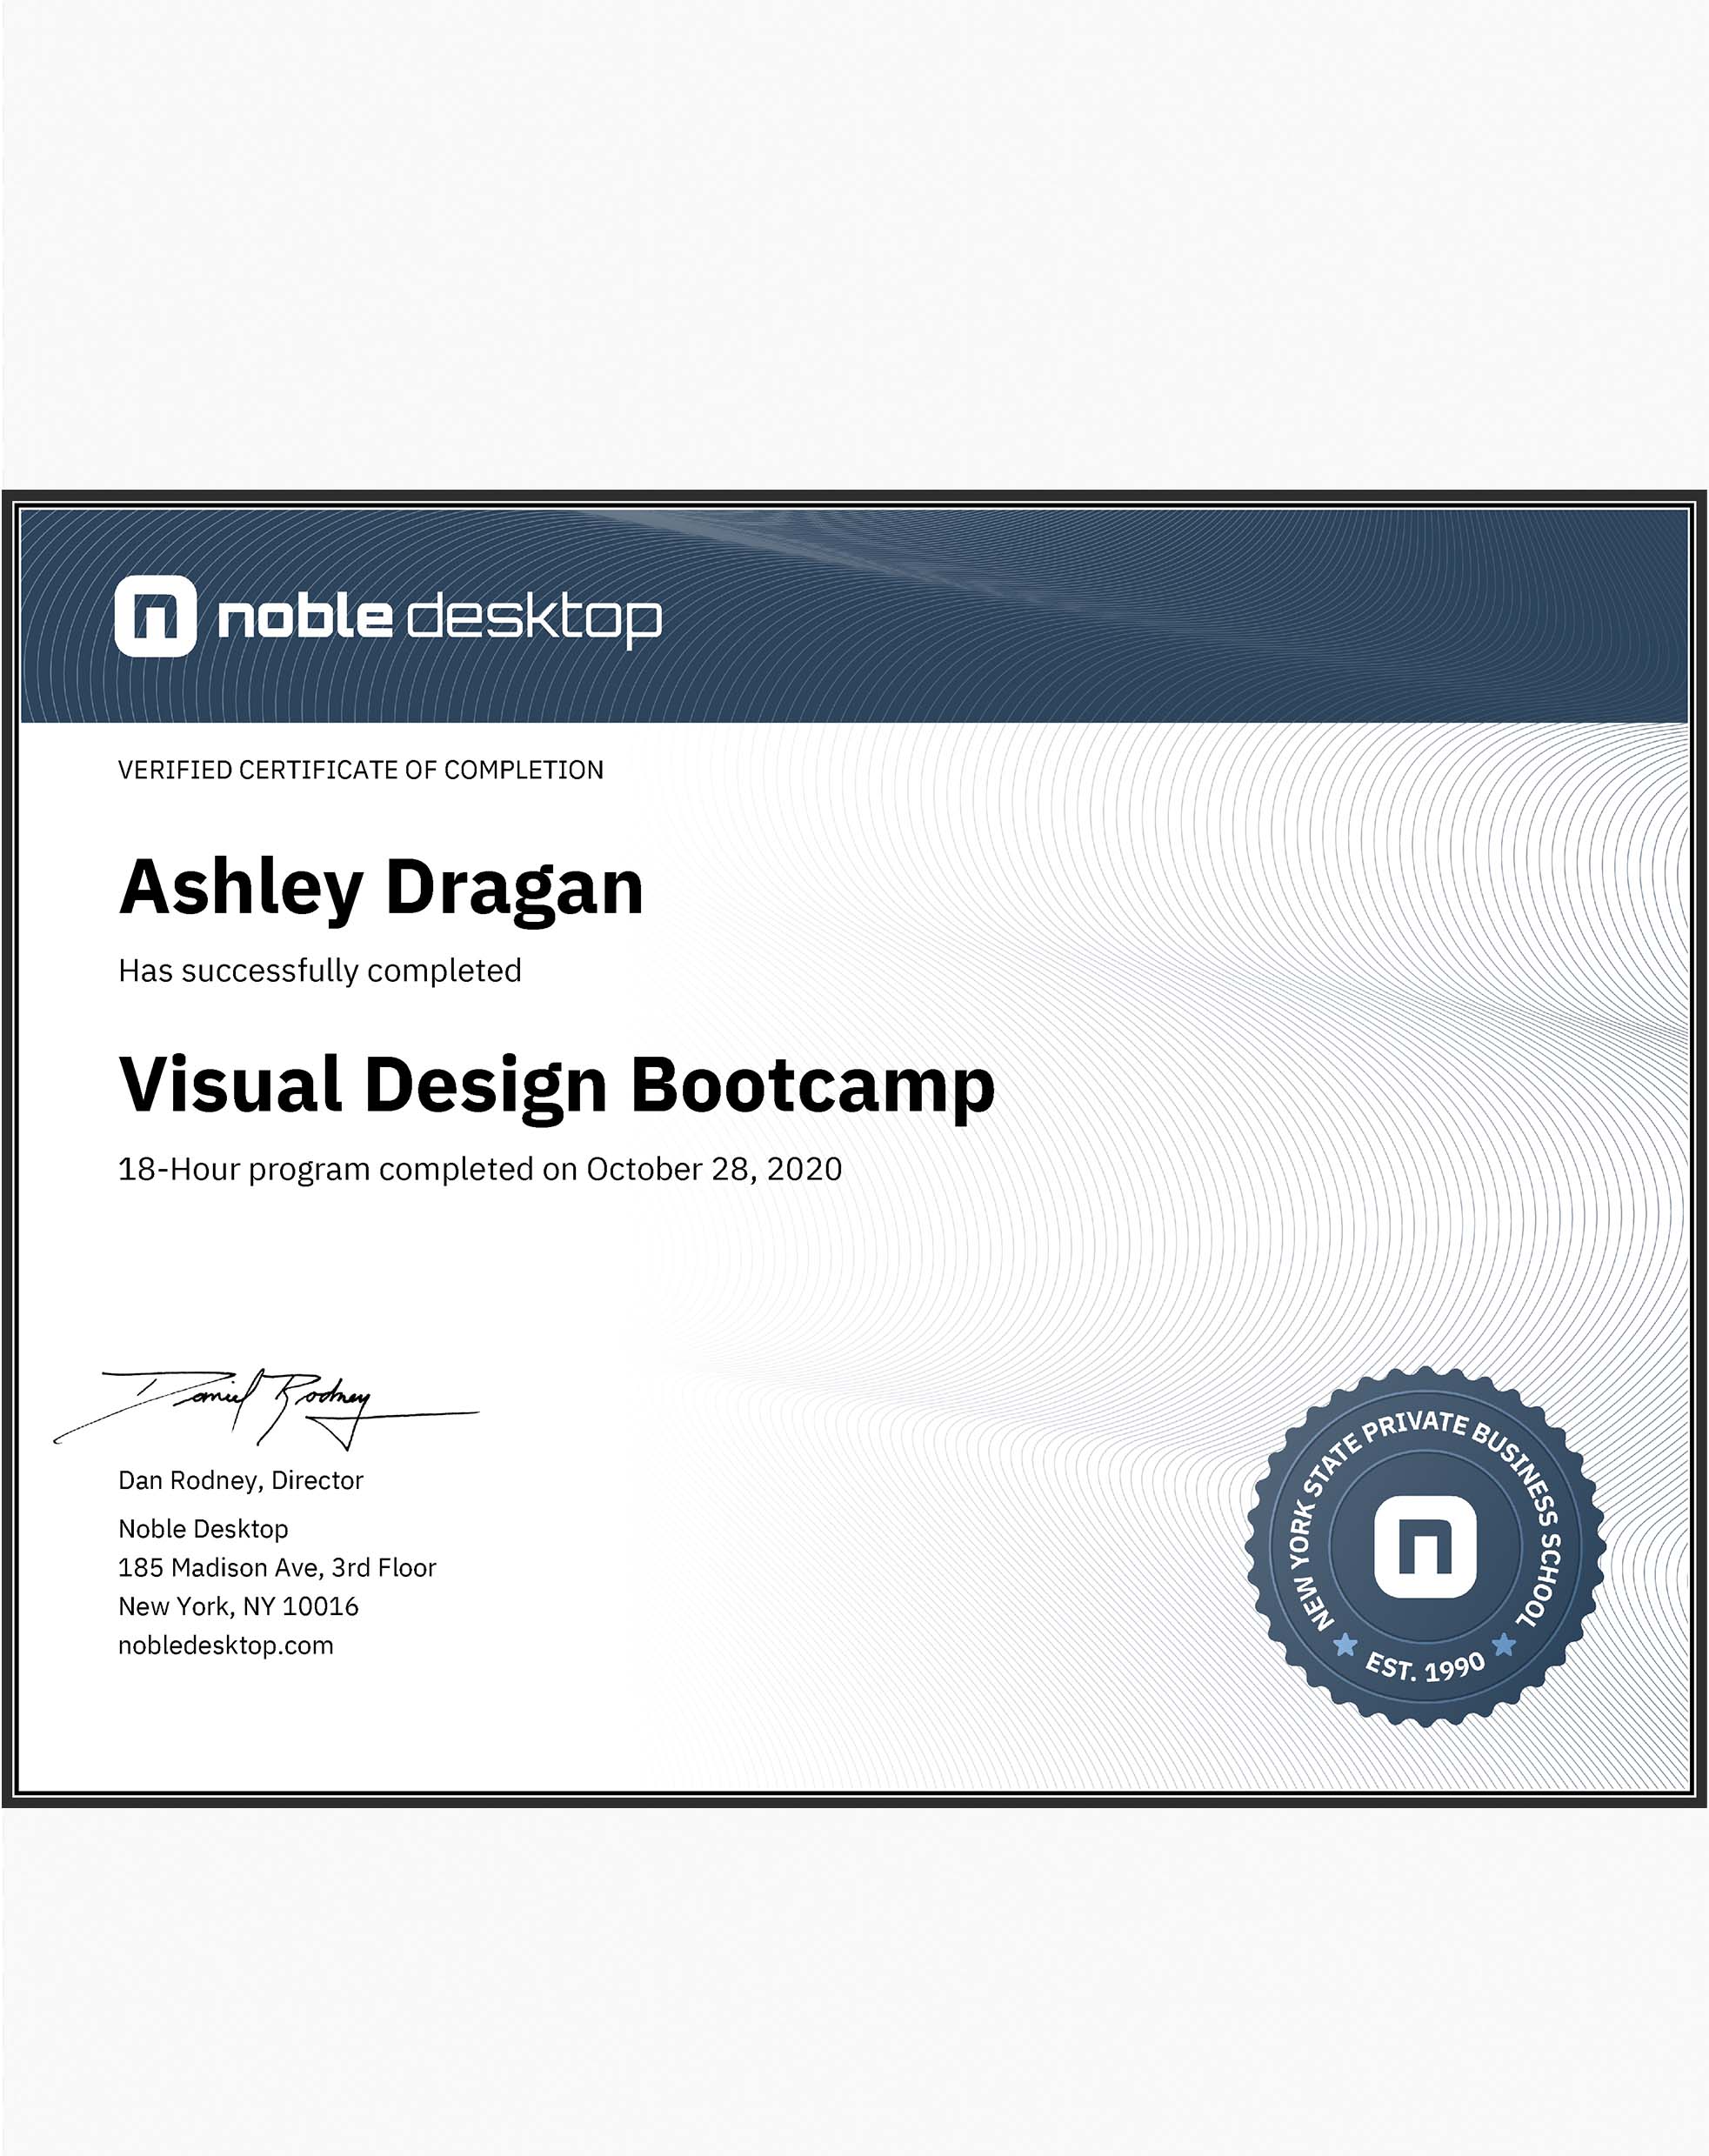 noble desktop
VERIFIED CERTIFICATE OF COMPLETION
Ashley Dragan
Has successfully completed
Visual Design Bootcamp
18-Hour program completed on October 28, 2020
Daniel Rodney
Dan Rodney, Director
Noble Desktop
185 Madison Ave, 3rd Floor
New York, NY 10016
nobledesktop.com
NEW YORK STATE PRIVATE BUSINESS SCHOOL
EST. 1990